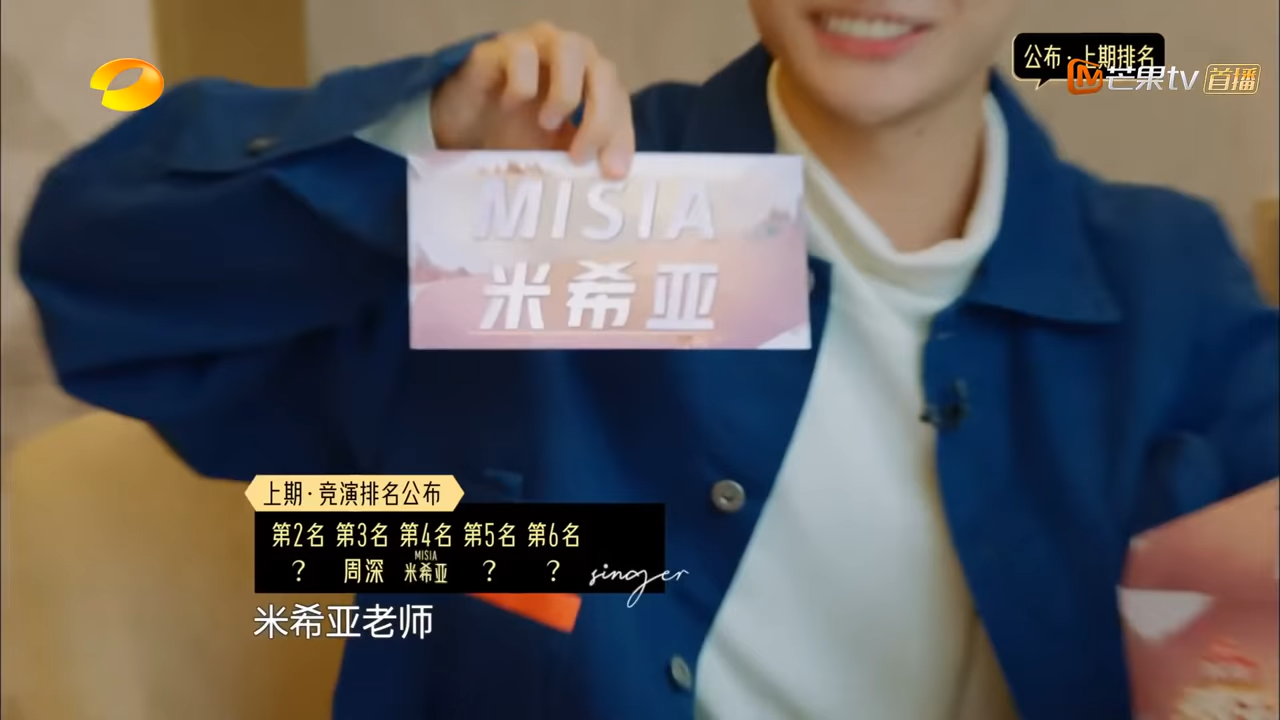 公布·上期排名
芒果tv 首播
MISIA
米希亚
上期·竞演排名公布
第2名 第3名 第4名 第5名 第6名
? 周深 MISIA 米希亚 ? ?
singer
米希亚老师